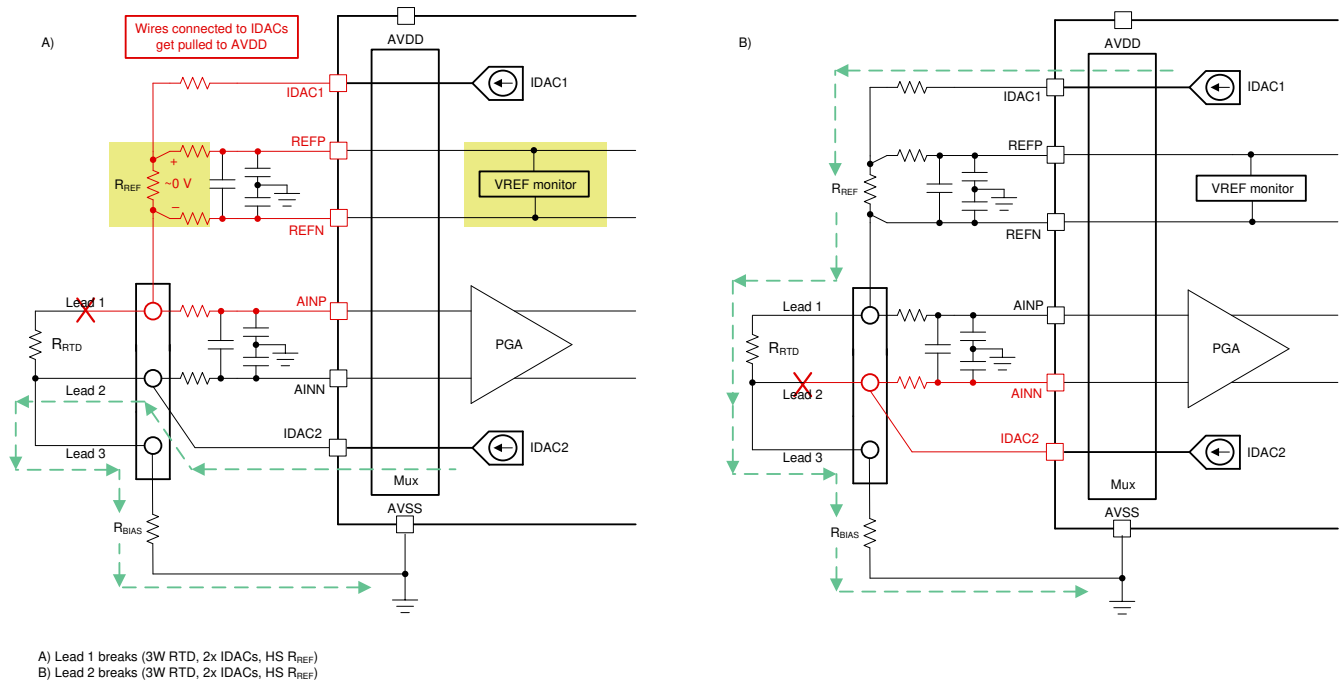 A)
Wires connected to IDACs
get pulled to AVDD
AVDD
IDAC1
IDAC1
REFP
+
RREF
~0 V
–
VREF monitor
REFN
Lead 1
AINP
RRTD
PGA
Lead 2
AINN
IDAC2
IDAC2
Lead 3
Mux
AVSS
RBIAS
B)
AVDD
IDAC1
IDAC1
REFP
RREF
VREF monitor
REFN
Lead 1
AINP
RRTD
PGA
Lead 2
AINN
IDAC2
IDAC2
Lead 3
Mux
AVSS
RBIAS
A) Lead 1 breaks (3W RTD, 2x IDACs, HS RREF)
B) Lead 2 breaks (3W RTD, 2x IDACs, HS RREF)